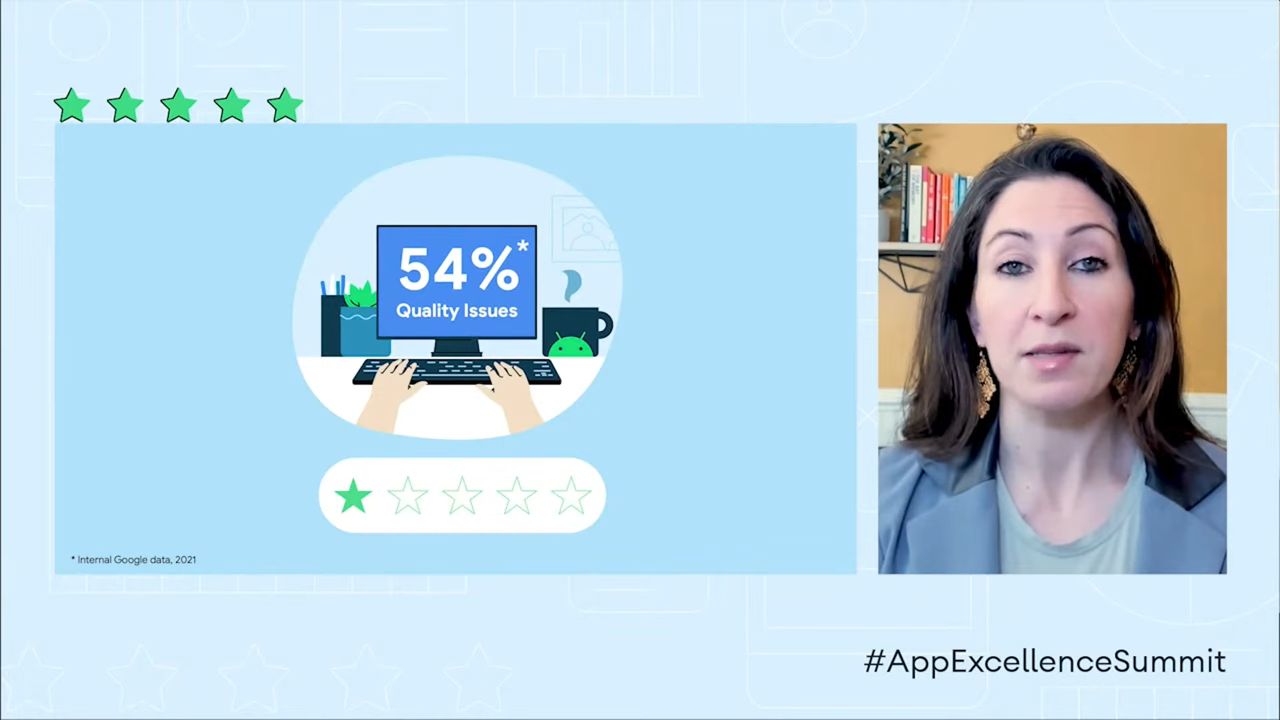 54%*
Quality Issues
* Internal Google data, 2021
#AppExcellenceSummit